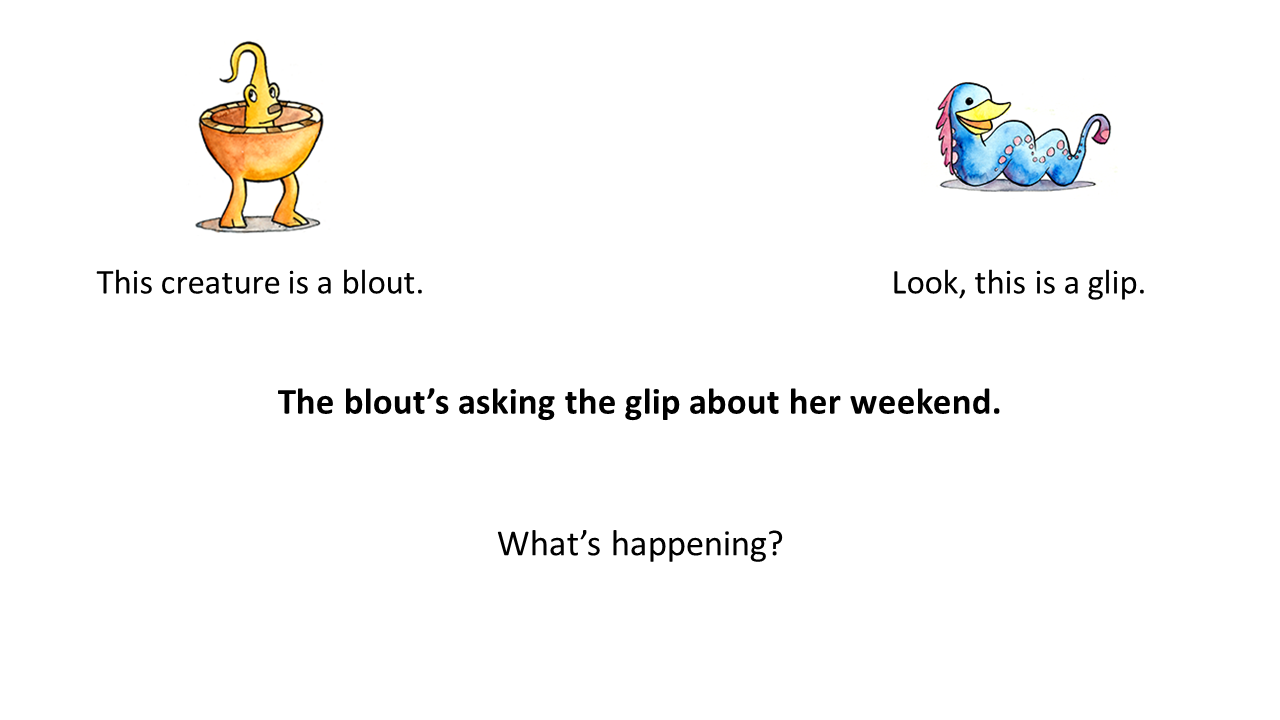 This creature is a blout.
Look, this is a glip.
The blout’s asking the glip about her weekend.
What’s happening?